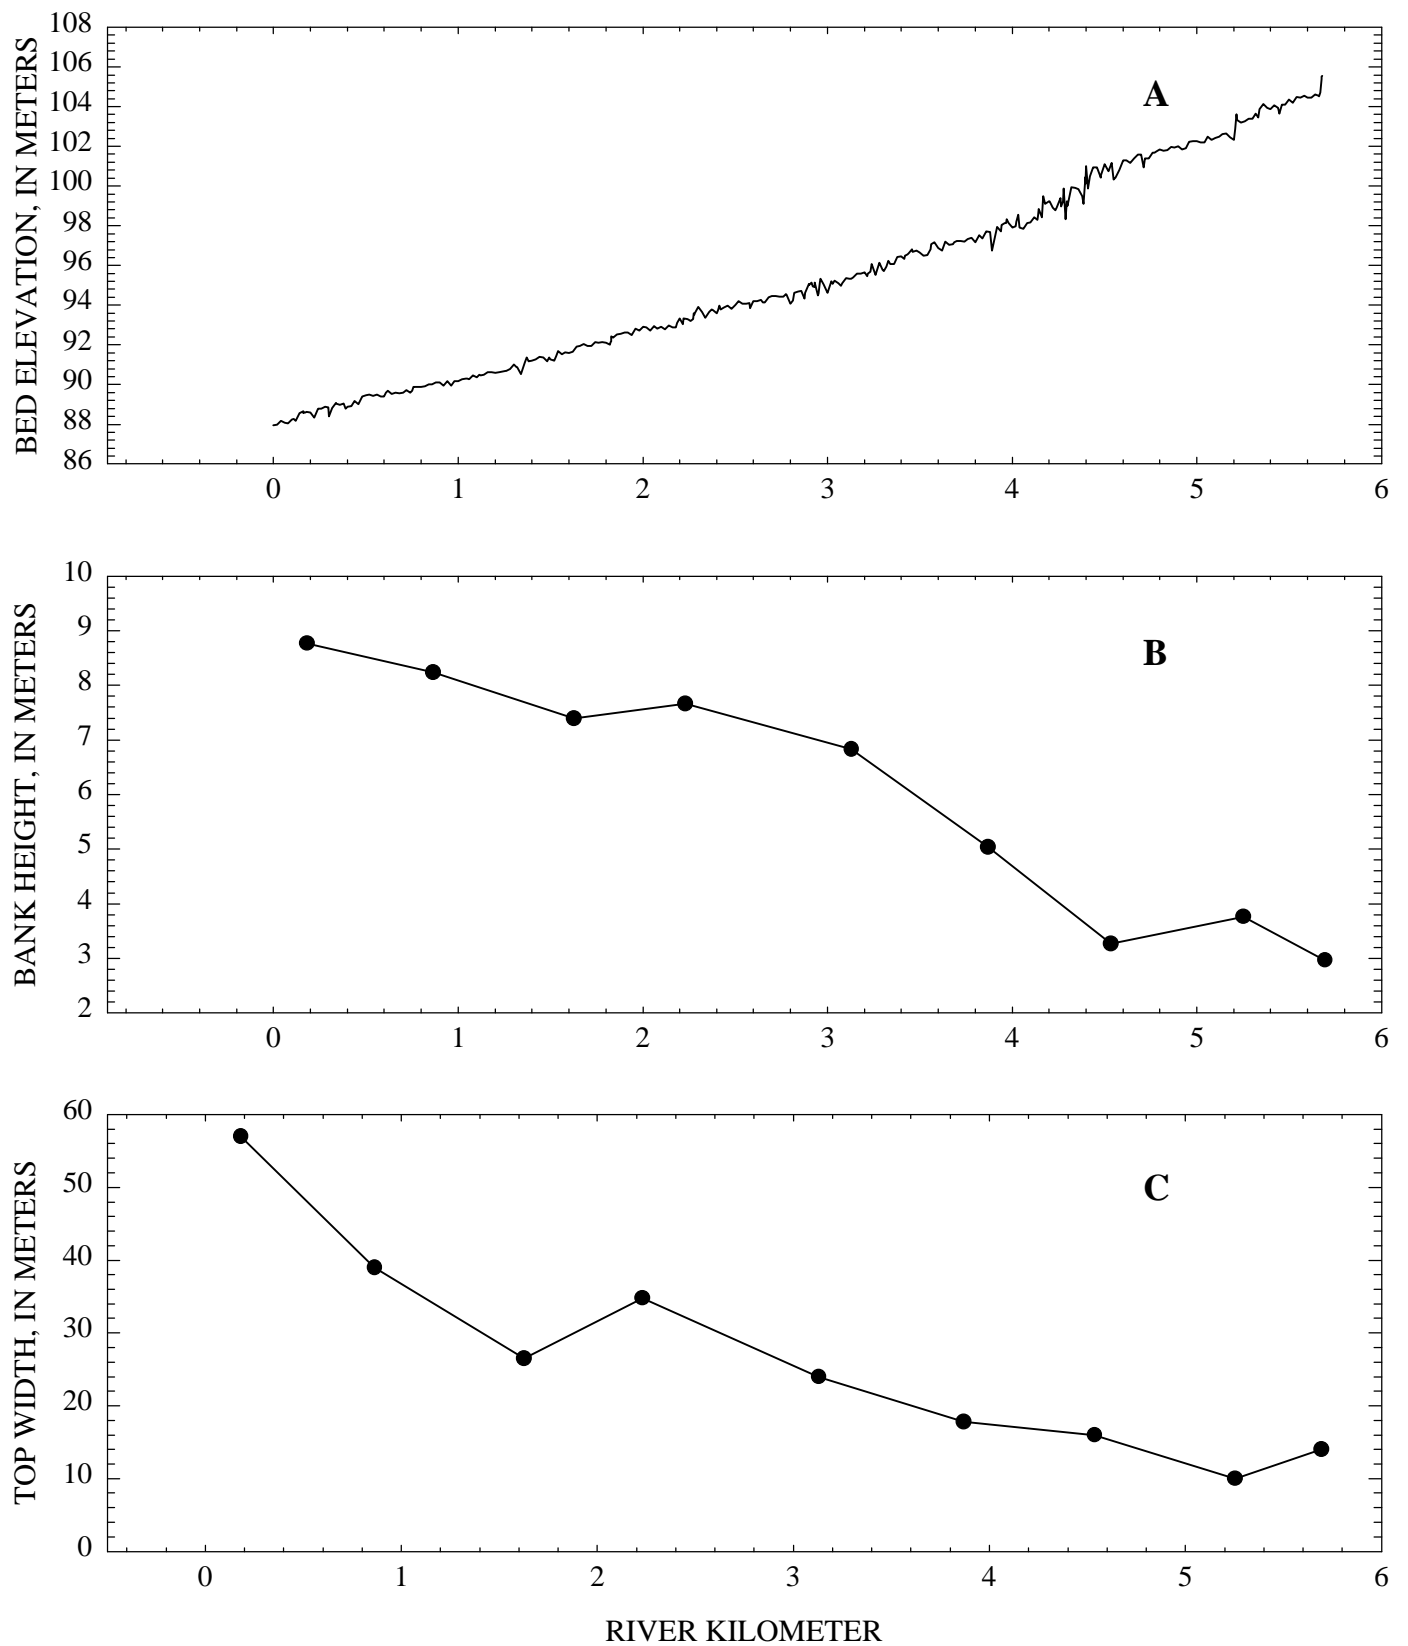 108
106
104
102
100
98
96
94
92
90
88
86
BED ELEVATION, IN METERS
A
0 1 2 3 4 5 6
10
9
8
7
6
5
4
3
2
BANK HEIGHT, IN METERS
B
0 1 2 3 4 5 6
60
50
40
30
20
10
0
TOP WIDTH, IN METERS
C
0 1 2 3 4 5 6
RIVER KILOMETER